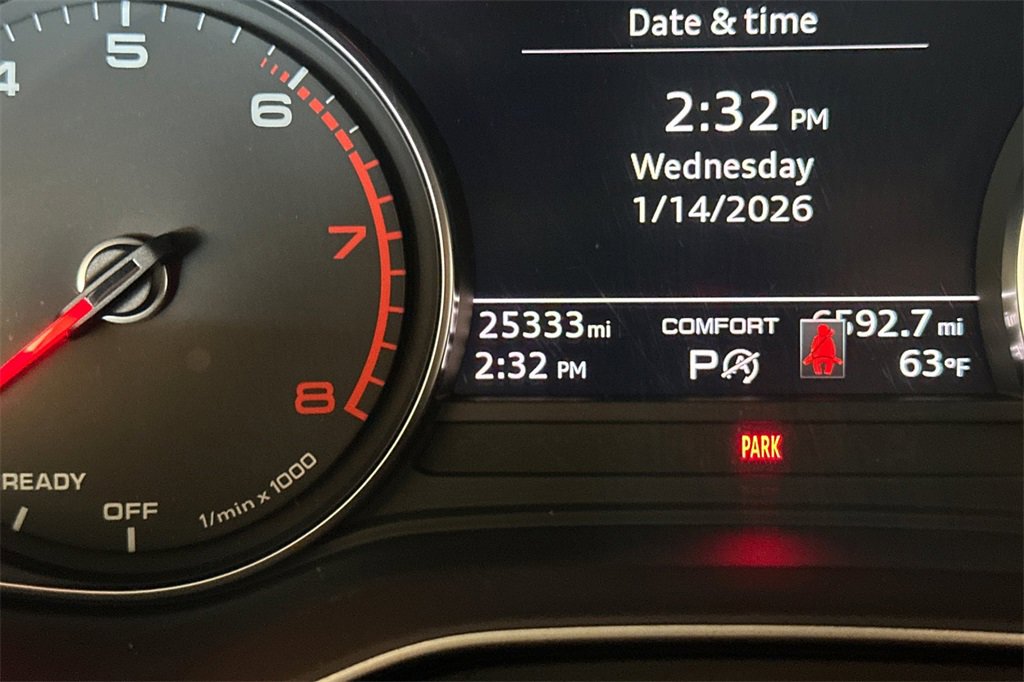 4
5
6
7
8
READY
OFF
1/min x 1000
Date & time
2:32 PM
Wednesday
1/14/2026
25333 mi
COMFORT
6592.7 mi
2:32 PM
P
63°F
PARK